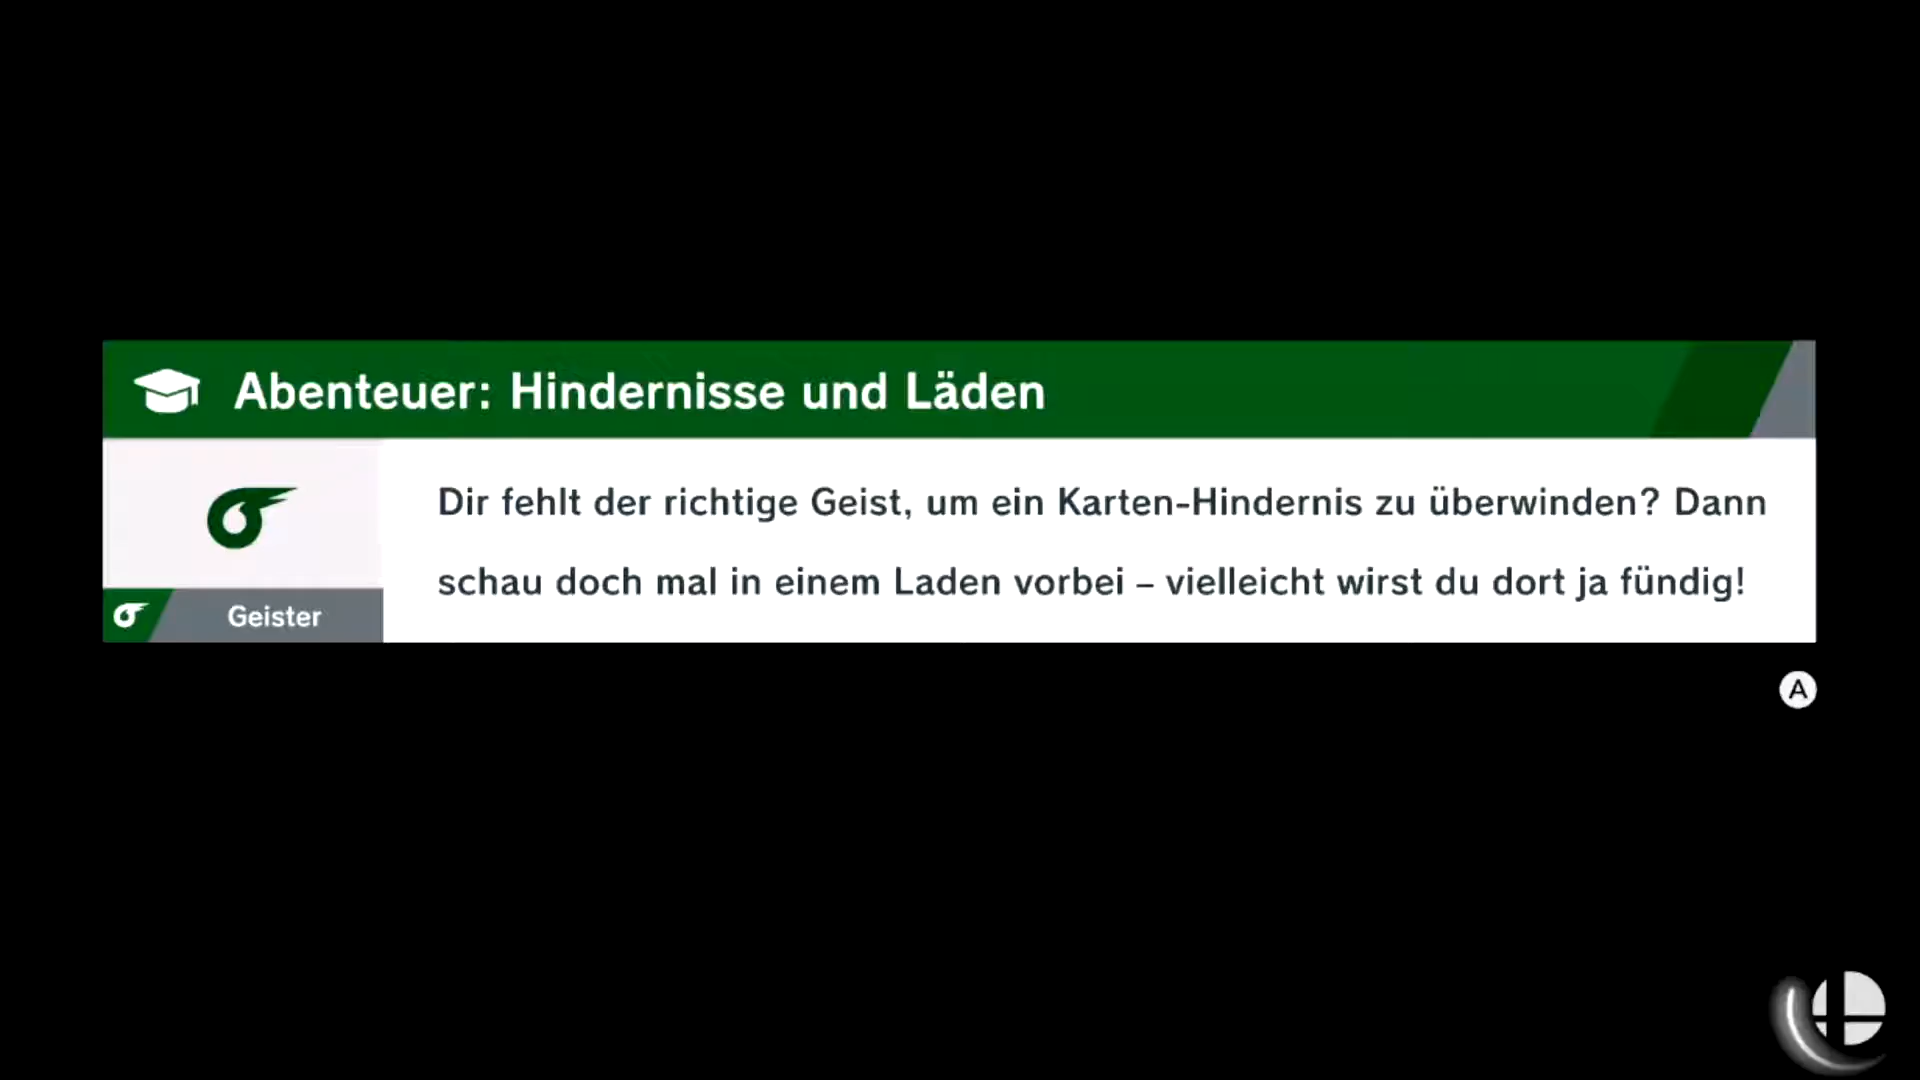 Abenteuer: Hindernisse und Läden
Dir fehlt der richtige Geist, um ein Karten-Hindernis zu überwinden? Dann
schau doch mal in einem Laden vorbei – vielleicht wirst du dort ja fündig!
Geister
A